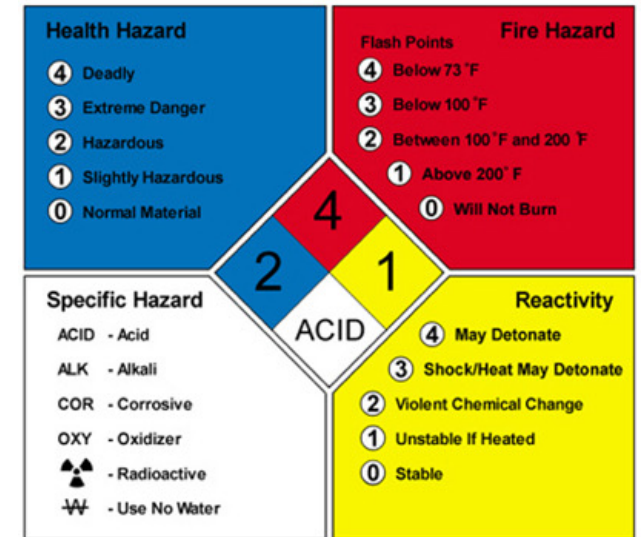 Health Hazard
4 Deadly
3 Extreme Danger
2 Hazardous
1 Slightly Hazardous
0 Normal Material
Fire Hazard
Flash Points
4 Below 73°F
3 Below 100°F
2 Between 100°F and 200°F
1 Above 200°F
0 Will Not Burn
4
2
1
ACID
Specific Hazard
ACID - Acid
ALK - Alkali
COR - Corrosive
OXY - Oxidizer
- Radioactive
W - Use No Water
Reactivity
4 May Detonate
3 Shock/Heat May Detonate
2 Violent Chemical Change
1 Unstable If Heated
0 Stable